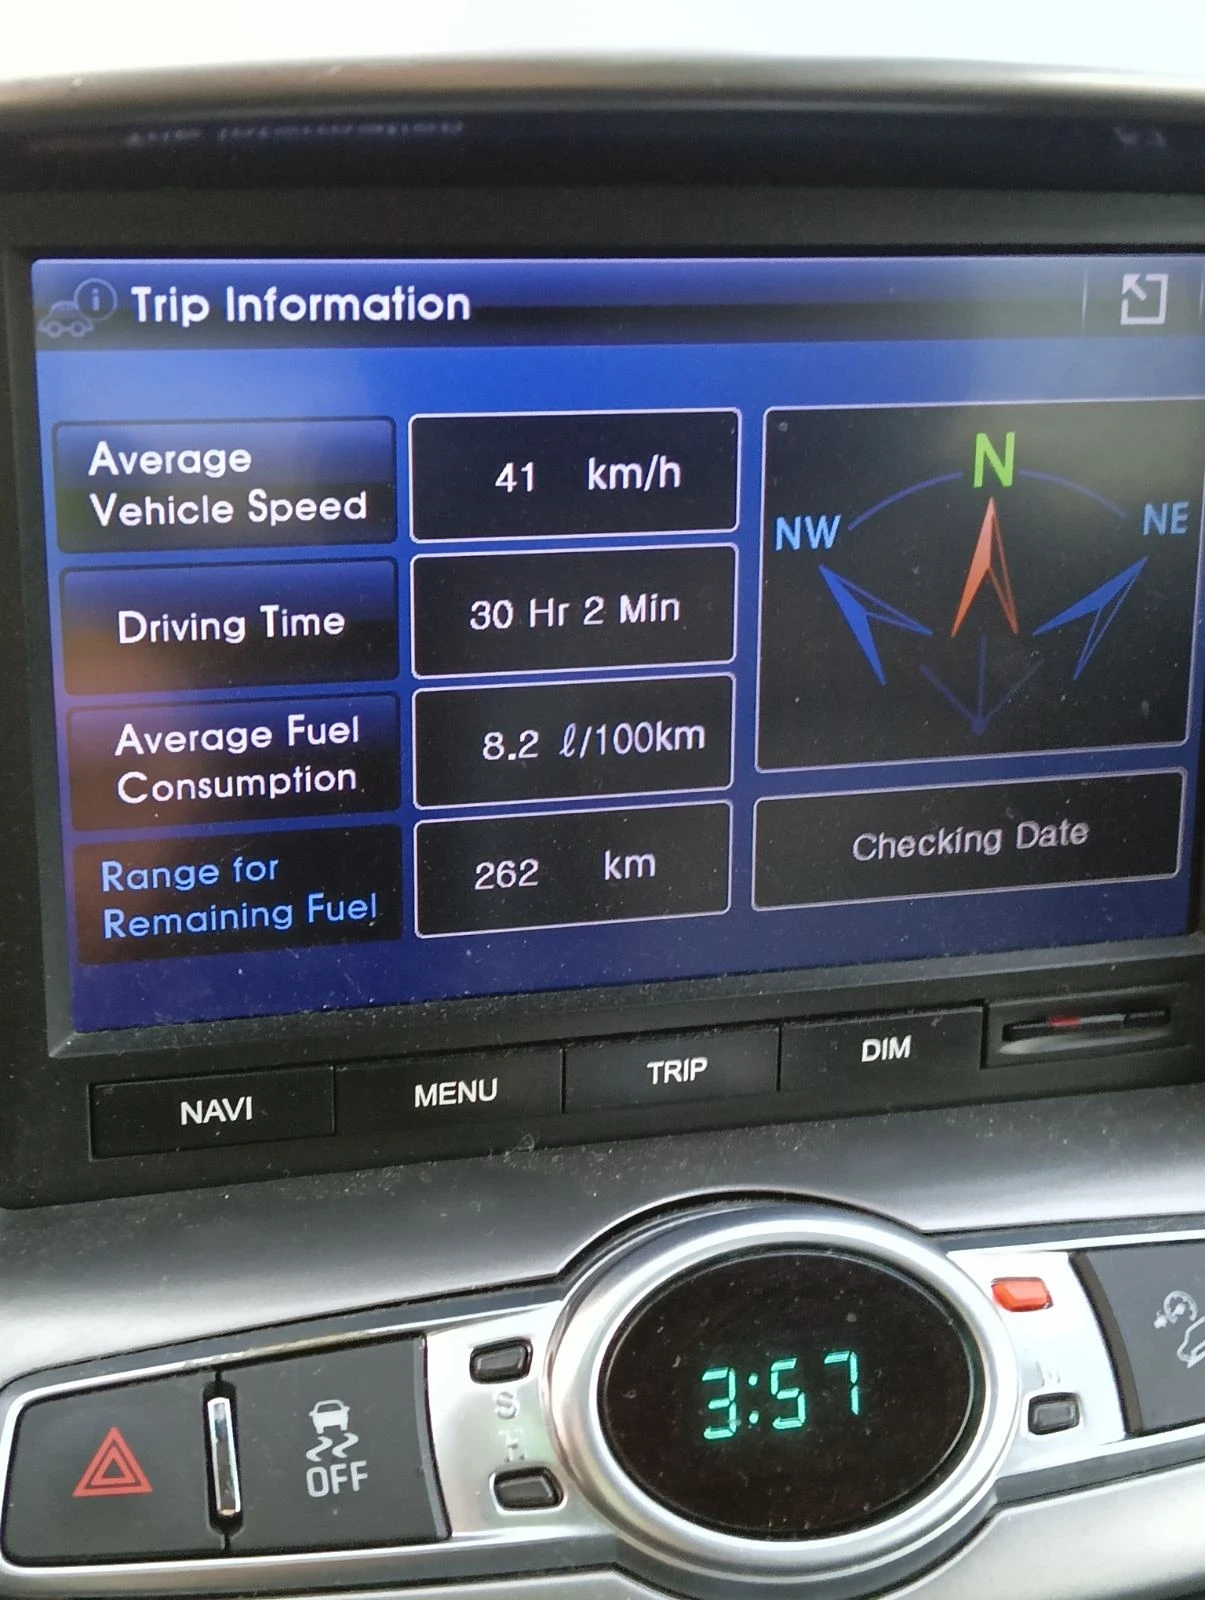 Trip Information
Average
Vehicle Speed
41 km/h
Driving Time
30 Hr 2 Min
Average Fuel
Consumption
8.2 ℓ/100km
Range for
Remaining Fuel
262 km
N
NW
NE
Checking Date
NAVI
MENU
TRIP
DIM
3:57
S
H
R
OFF